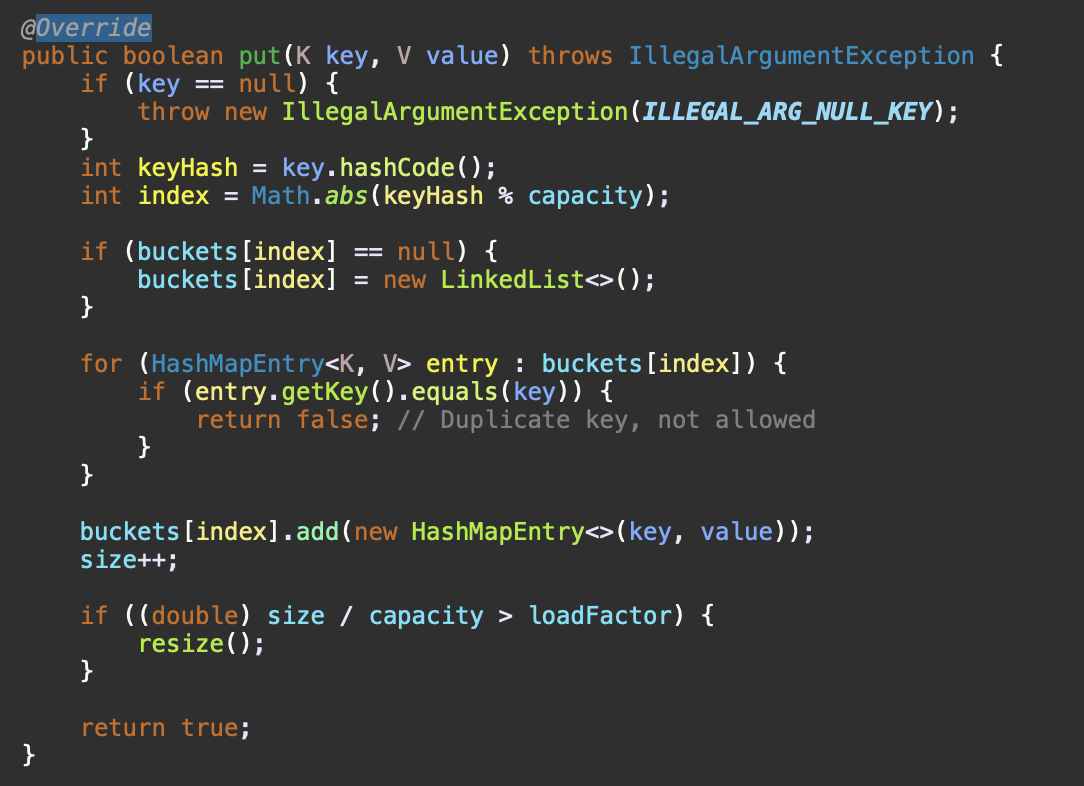 @Override
public boolean put(K key, V value) throws IllegalArgumentException {
    if (key == null) {
        throw new IllegalArgumentException(ILLEGAL_ARG_NULL_KEY);
    }
    int keyHash = key.hashCode();
    int index = Math.abs(keyHash % capacity);

    if (buckets[index] == null) {
        buckets[index] = new LinkedList<>();
    }

    for (HashMapEntry<K, V> entry : buckets[index]) {
        if (entry.getKey().equals(key)) {
            return false; // Duplicate key, not allowed
        }
    }

    buckets[index].add(new HashMapEntry<>(key, value));
    size++;

    if ((double) size / capacity > loadFactor) {
        resize();
    }

    return true;
}